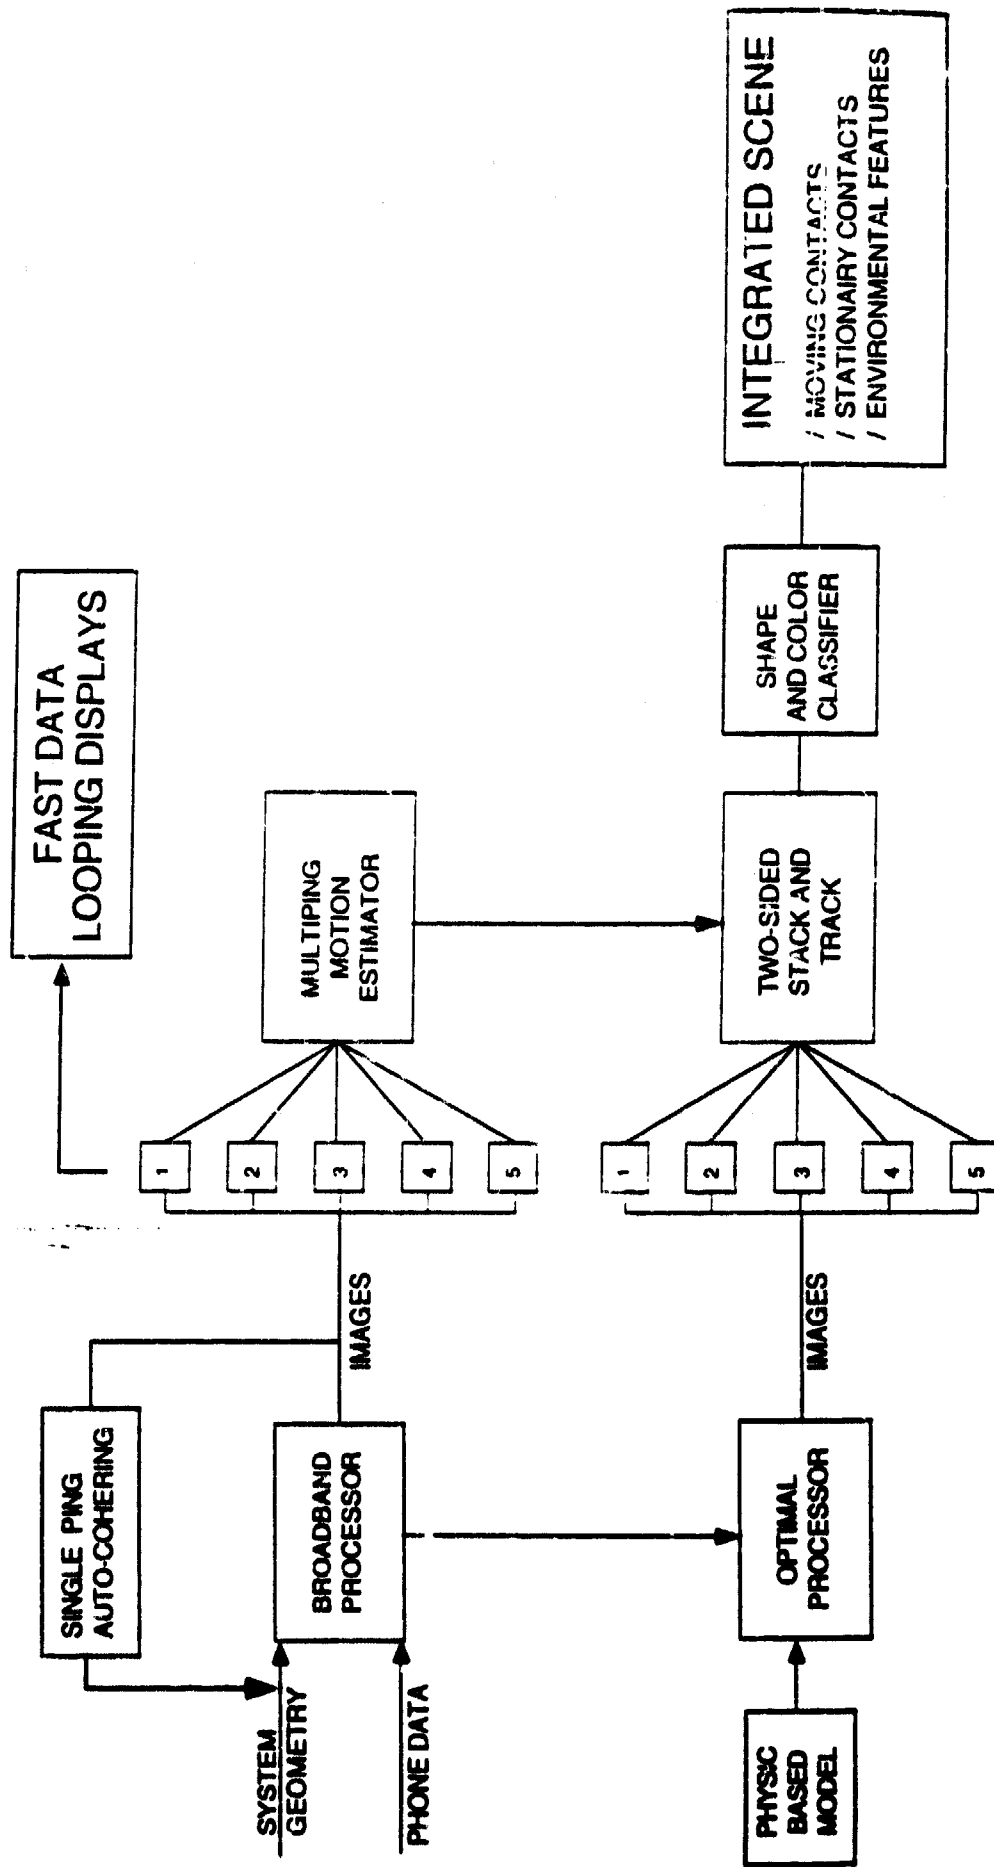 FAST DATA
LOOPING DISPLAYS
SINGLE PING
AUTO-COHERING
SYSTEM
GEOMETRY
PHONE DATA
BROADBAND
PROCESSOR
IMAGES
1
2
3
4
5
MULTIPING
MOTION
ESTIMATOR
PHYSIC
BASED
MODEL
OPTIMAL
PROCESSOR
IMAGES
1
2
3
4
5
TWO-SIDED
STACK AND
TRACK
SHAPE
AND COLOR
CLASSIFIER
INTEGRATED SCENE
/ MOVING CONTACTS
/ STATIONAIRY CONTACTS
/ ENVIRONMENTAL FEATURES